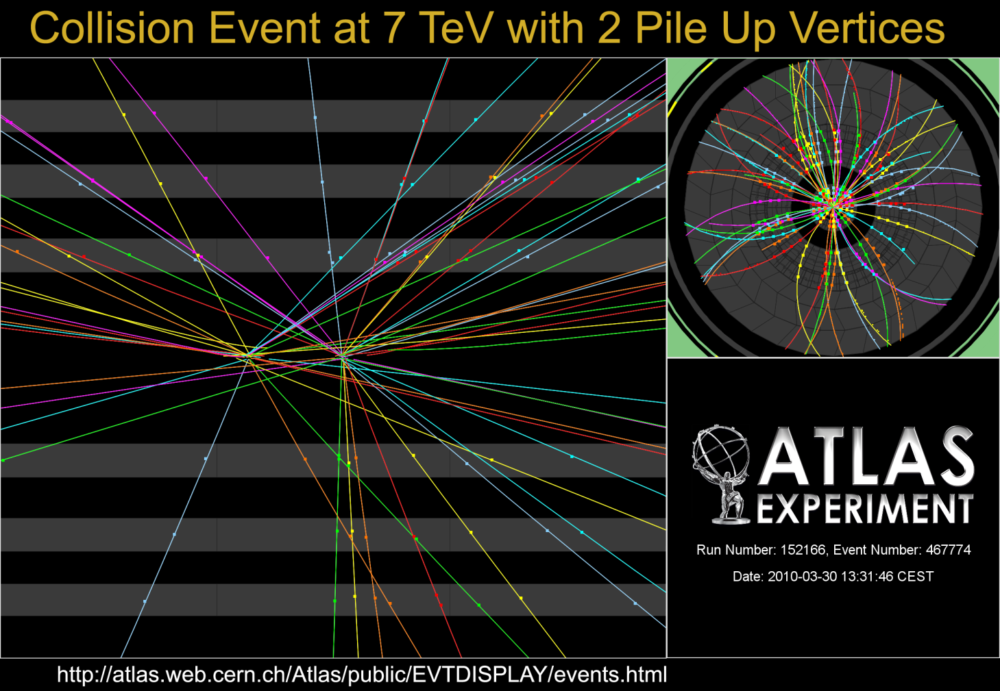 Collision Event at 7 TeV with 2 Pile Up Vertices
ATLAS
EXPERIMENT
Run Number: 152166, Event Number: 467774
Date: 2010-03-30 13:31:46 CEST
http://atlas.web.cern.ch/Atlas/public/EVTDISPLAY/events.html